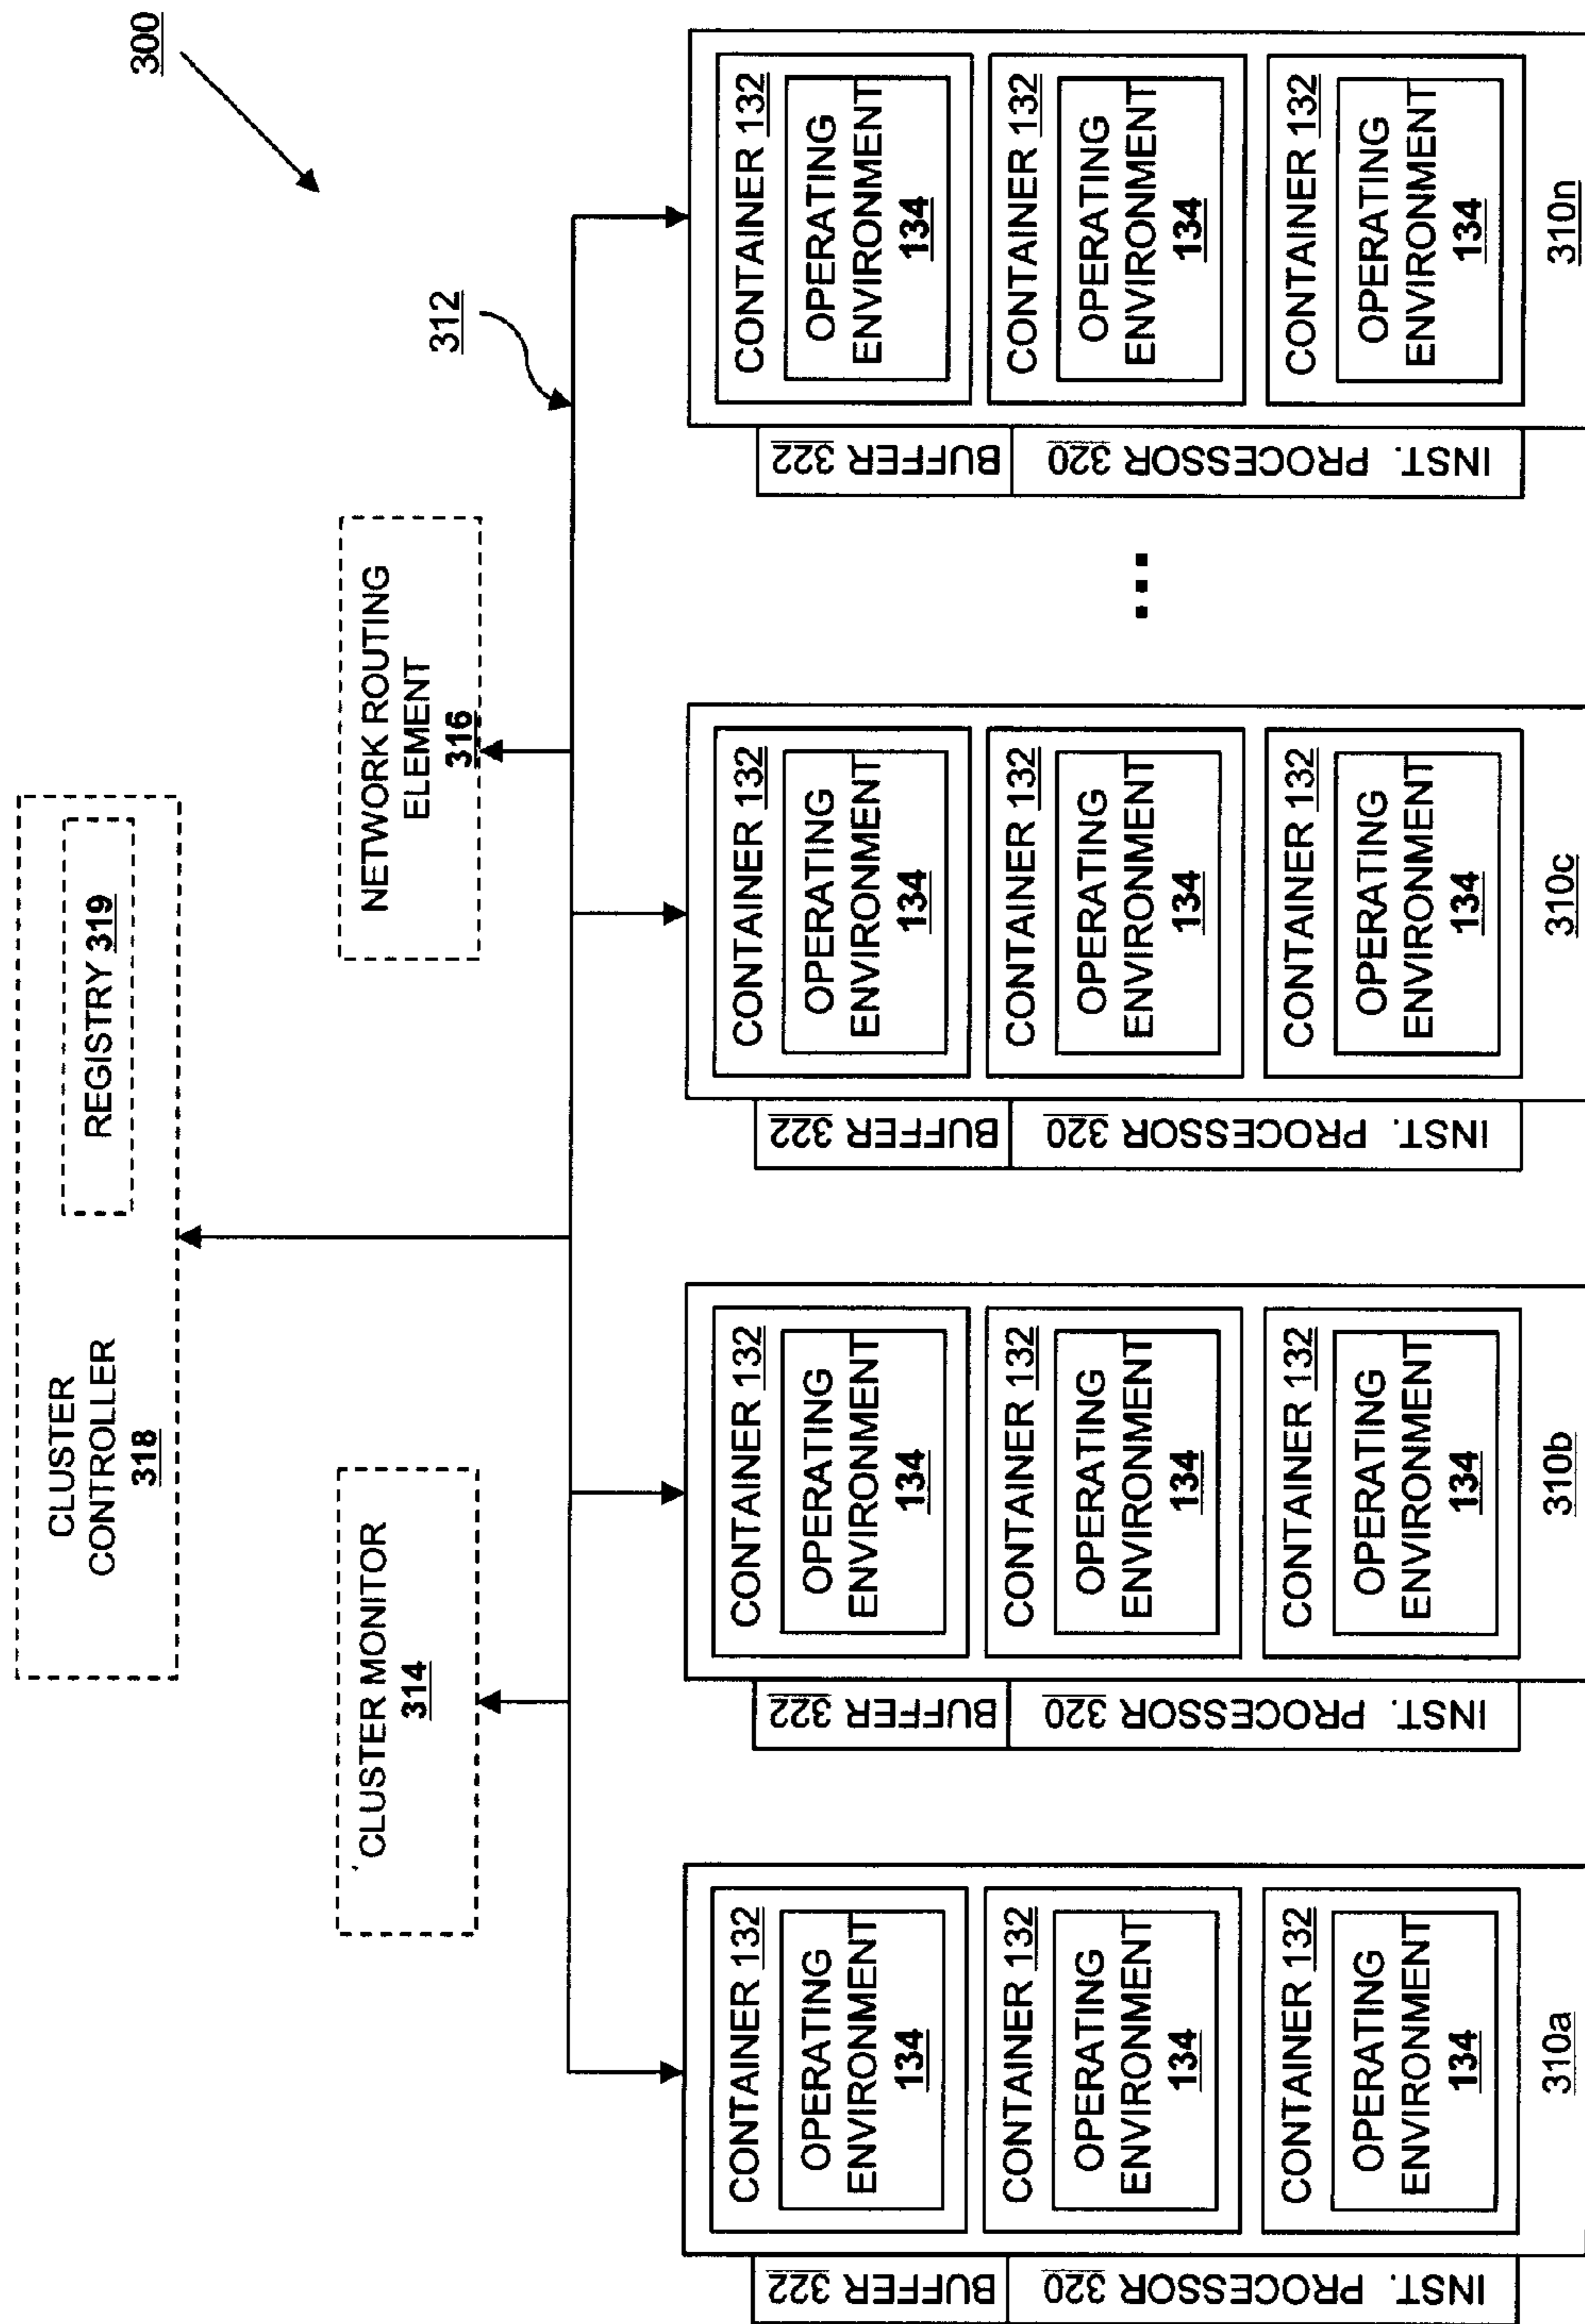 300
CLUSTER
CONTROLLER
318
REGISTRY 319
CLUSTER MONITOR
314
NETWORK ROUTING
ELEMENT
316
312
BUFFER 322
INST. PROCESSOR 320
CONTAINER 132
OPERATING
ENVIRONMENT
134
CONTAINER 132
OPERATING
ENVIRONMENT
134
CONTAINER 132
OPERATING
ENVIRONMENT
134
310a
BUFFER 322
INST. PROCESSOR 320
CONTAINER 132
OPERATING
ENVIRONMENT
134
CONTAINER 132
OPERATING
ENVIRONMENT
134
CONTAINER 132
OPERATING
ENVIRONMENT
134
310b
BUFFER 322
INST. PROCESSOR 320
CONTAINER 132
OPERATING
ENVIRONMENT
134
CONTAINER 132
OPERATING
ENVIRONMENT
134
CONTAINER 132
OPERATING
ENVIRONMENT
134
310c
...
BUFFER 322
INST. PROCESSOR 320
CONTAINER 132
OPERATING
ENVIRONMENT
134
CONTAINER 132
OPERATING
ENVIRONMENT
134
CONTAINER 132
OPERATING
ENVIRONMENT
134
310n